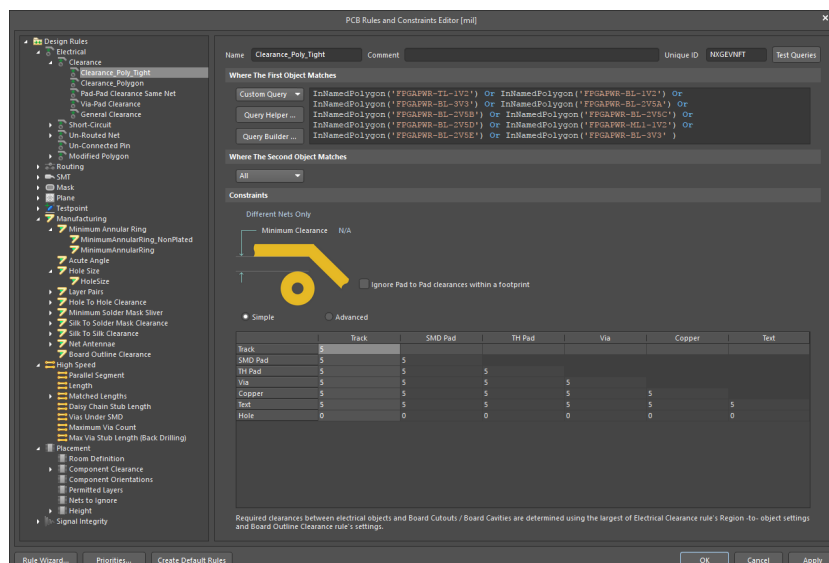 PCB Rules and Constraints Editor [mil]
Design Rules
Electrical
Clearance
Clearance_Poly_Tight
Clearance_Polygon
Pad-Pad Clearance Same Net
Via-Pad Clearance
General Clearance
Short-Circuit
Un-Routed Net
Un-Connected Pin
Modified Polygon
Routing
SMT
Mask
Plane
Testpoint
Manufacturing
Minimum Annular Ring
MinimumAnnularRing_NonPlated
MinimumAnnularRing
Acute Angle
Hole Size
HoleSize
Layer Pairs
Hole To Hole Clearance
Minimum Solder Mask Sliver
Silk To Solder Mask Clearance
Silk To Silk Clearance
Net Antennae
Board Outline Clearance
High Speed
Parallel Segment
Length
Matched Lengths
Daisy Chain Stub Length
Vias Under SMD
Maximum Via Count
Max Via Stub Length (Back Drilling)
Placement
Room Definition
Component Clearance
Component Orientations
Permitted Layers
Nets to Ignore
Height
Signal Integrity
Name Clearance_Poly_Tight Comment Unique ID NXGEVNFT Test Queries
Where The First Object Matches
Custom Query
Query Helper ...
Query Builder ...
InNamedPolygon('FPGAPWR-TL-1V2') Or InNamedPolygon('FPGAPWR-BL-1V2') Or
InNamedPolygon('FPGAPWR-BL-3V3') Or InNamedPolygon('FPGAPWR-BL-2V5A') Or
InNamedPolygon('FPGAPWR-BL-2V5B') Or InNamedPolygon('FPGAPWR-BL-2V5C') Or
InNamedPolygon('FPGAPWR-BL-2V5D') Or InNamedPolygon('FPGAPWR-ML1-1V2') Or
InNamedPolygon('FPGAPWR-BL-2V5E') Or InNamedPolygon('FPGAPWR-BL-3V3' )
Where The Second Object Matches
All
Constraints
Different Nets Only
Minimum Clearance N/A
Ignore Pad to Pad clearances within a footprint
Simple Advanced
Track SMD Pad TH Pad Via Copper Text
Track 5
SMD Pad 5 5
TH Pad 5 5 5
Via 5 5 5 5
Copper 5 5 5 5 5
Text 5 5 5 5 5 5
Hole 0 0 0 0 0 0
Required clearances between electrical objects and Board Cutouts / Board Cavities are determined using the largest of Electrical Clearance rule's Region -to- object settings
and Board Outline Clearance rule's settings.
Rule Wizard... Priorities... Create Default Rules OK Cancel Apply